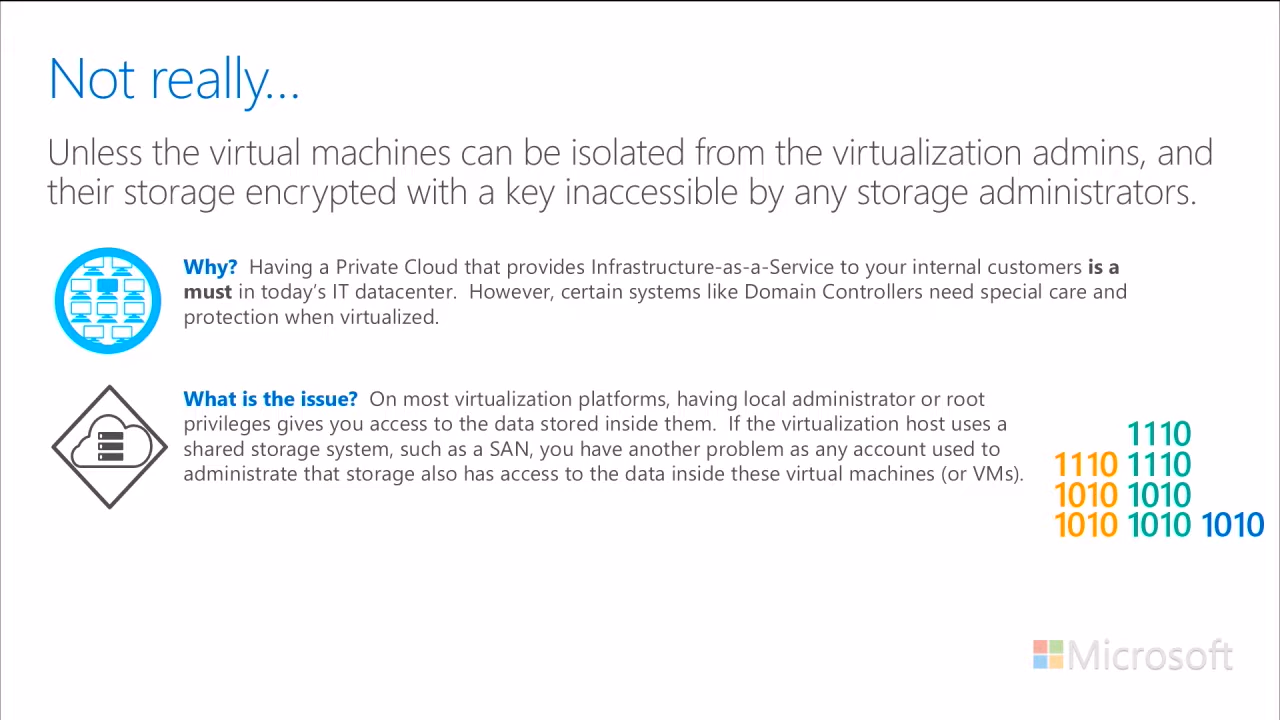 Not really...
Unless the virtual machines can be isolated from the virtualization admins, and
their storage encrypted with a key inaccessible by any storage administrators.
Why?  Having a Private Cloud that provides Infrastructure-as-a-Service to your internal customers is a
must in today's IT datacenter.  However, certain systems like Domain Controllers need special care and
protection when virtualized.
What is the issue?  On most virtualization platforms, having local administrator or root
privileges gives you access to the data stored inside them.  If the virtualization host uses a
shared storage system, such as a SAN, you have another problem as any account used to
administrate that storage also has access to the data inside these virtual machines (or VMs).
1110
1110 1110
1010 1010
1010 1010 1010
Microsoft